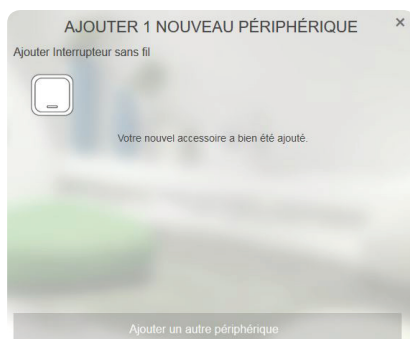 AJOUTER 1 NOUVEAU PÉRIPHÉRIQUE
×
Ajouter Interrupteur sans fil
Votre nouvel accessoire a bien été ajouté.
Ajouter un autre périphérique